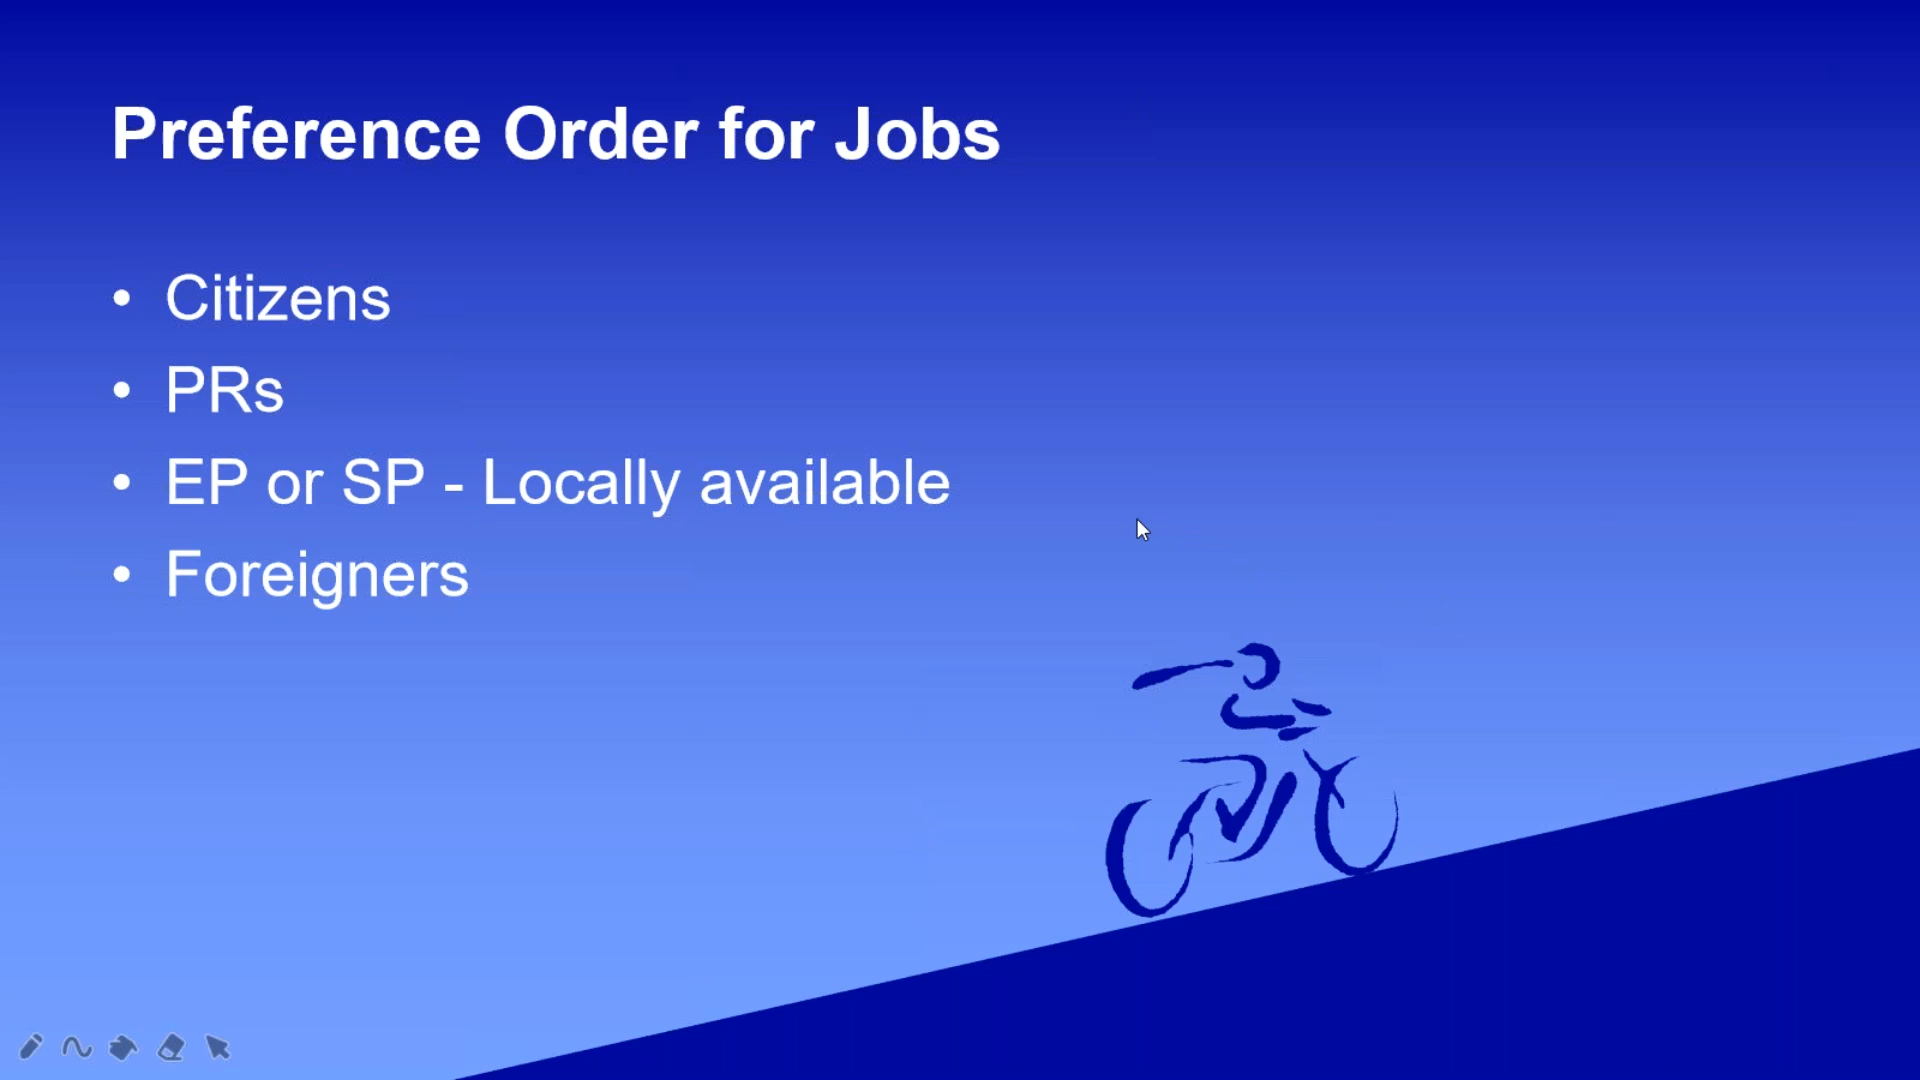 Preference Order for Jobs
• Citizens
• PRs
• EP or SP - Locally available
• Foreigners